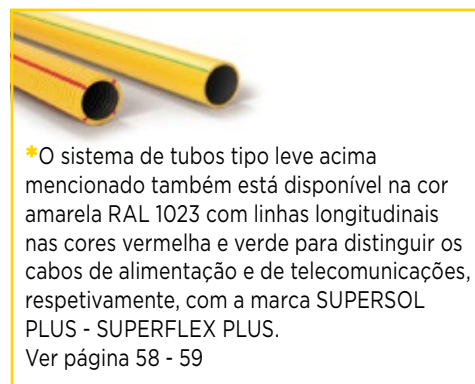 *O sistema de tubos tipo leve acima
mencionado também está disponível na cor
amarela RAL 1023 com linhas longitudinais
nas cores vermelha e verde para distinguir os
cabos de alimentação e de telecomunicações,
respetivamente, com a marca SUPERSOL
PLUS - SUPERFLEX PLUS.
Ver página 58 - 59